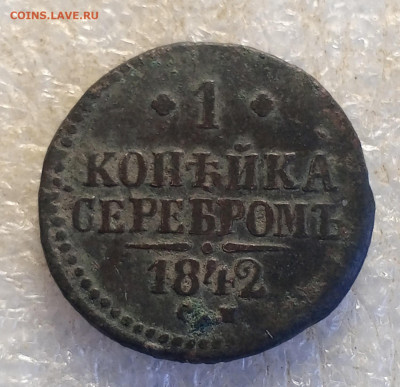 COINS.LAVE.RU
1
КОПѢЙКА
СЕРЕБРОМЪ
1842